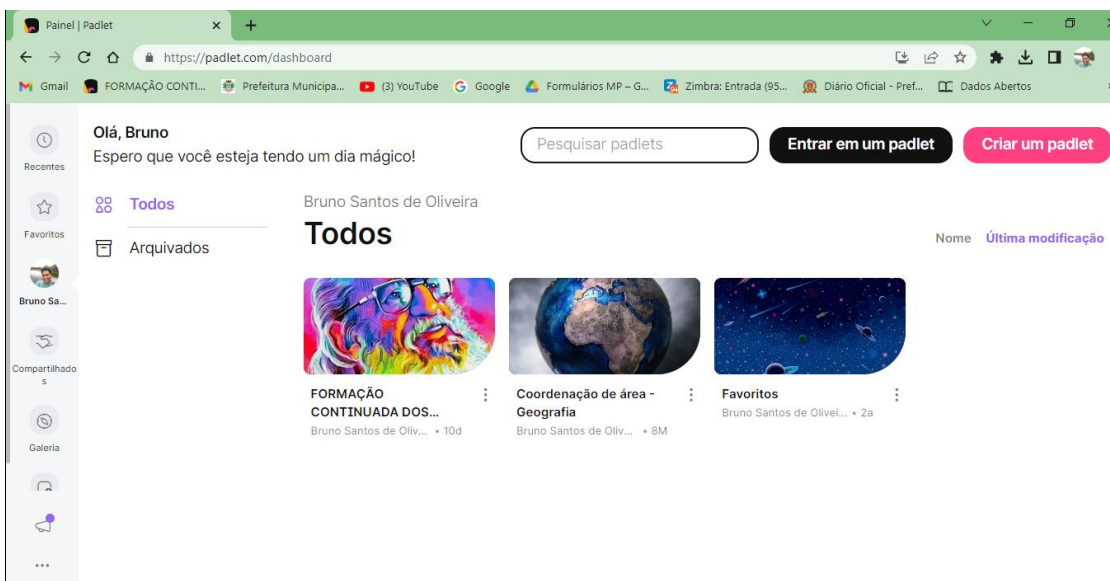 Painel | Padlet
https://padlet.com/dashboard
Gmail
FORMAÇÃO CONTI...
Prefeitura Municipa...
(3) YouTube
Google
Formulários MP – G...
Zimbra: Entrada (95...
Diário Oficial - Pref...
Dados Abertos
Recentes
Favoritos
Bruno Sa...
Compartilhado
s
Galeria
Olá, Bruno
Espero que você esteja tendo um dia mágico!
Pesquisar padlets
Entrar em um padlet
Criar um padlet
Todos
Arquivados
Bruno Santos de Oliveira
Todos
Nome
Última modificação
FORMAÇÃO
CONTINUADA DOS...
Bruno Santos de Oliv... • 10d
Coordenação de área -
Geografia
Bruno Santos de Oliv... • 8M
Favoritos
Bruno Santos de Olivei... • 2a